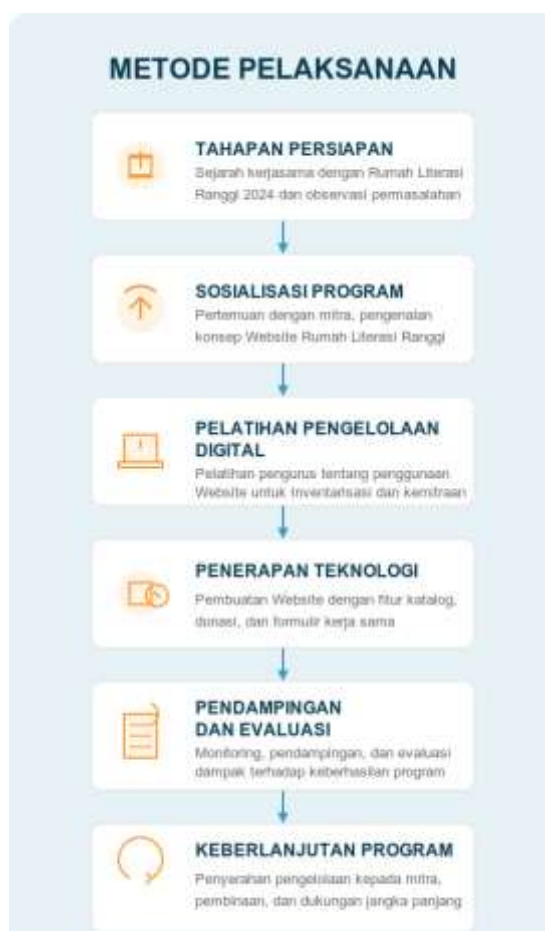 METODE PELAKSANAAN
TAHAPAN PERSIAPAN
Sejarah kerjasama dengan Rumah Literasi
Ranggi 2024 dan observasi permasalahan
SOSIALISASI PROGRAM
Pertemuan dengan mitra, pengenalan
konsep Website Rumah Literasi Ranggi
PELATIHAN PENGELOLAAN
DIGITAL
Pelatihan pengurus tentang penggunaan
Website untuk Inventarisasi dan kemitraan
PENERAPAN TEKNOLOGI
Pembuatan Website dengan fitur katalog,
donasi, dan formulir kerja sama
PENDAMPINGAN
DAN EVALUASI
Monitoring, pendampingan, dan evaluasi
dampak terhadap keberhasilan program
KEBERLANJUTAN PROGRAM
Penyerahan pengelolaan kepada mitra,
pembinaan, dan dukungan jangka panjang